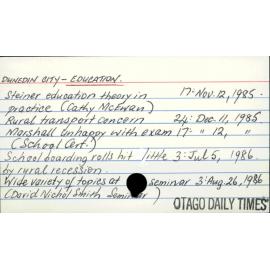 DUNEDIN CITY - EDUCATION.
Steiner education theory in 17: Nov. 12, 1985.
practice (Cathy McEwan)
Rural transport concern 24: Dec. 11, 1985.
Marshall unhappy with exam 17: " 12, "
(School Cert.)
School boarding rolls hit little 3: Jul 5, 1986.
by rural recession.
Wide variety of topics at seminar 3: Aug. 26, 1986
(David Nichol Smith Seminar)
OTAGO DAILY TIMES